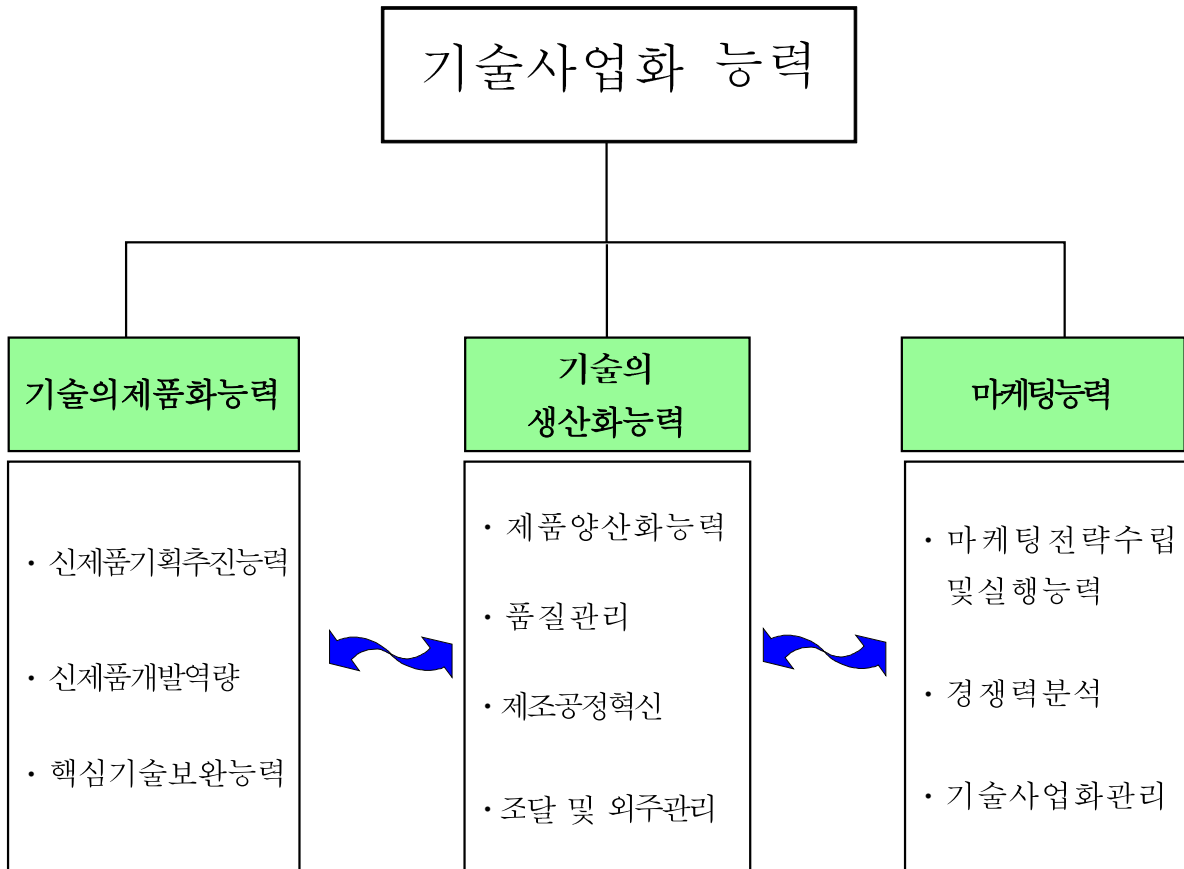 기술사업화 능력
기술의제품화능력
· 신제품기획추진능력
· 신제품개발역량
· 핵심기술보완능력
기술의
생산화능력
· 제품양산화능력
· 품질관리
· 제조공정혁신
· 조달 및 외주관리
마케팅능력
· 마케팅전략수립
및실행능력
· 경쟁력분석
· 기술사업화관리